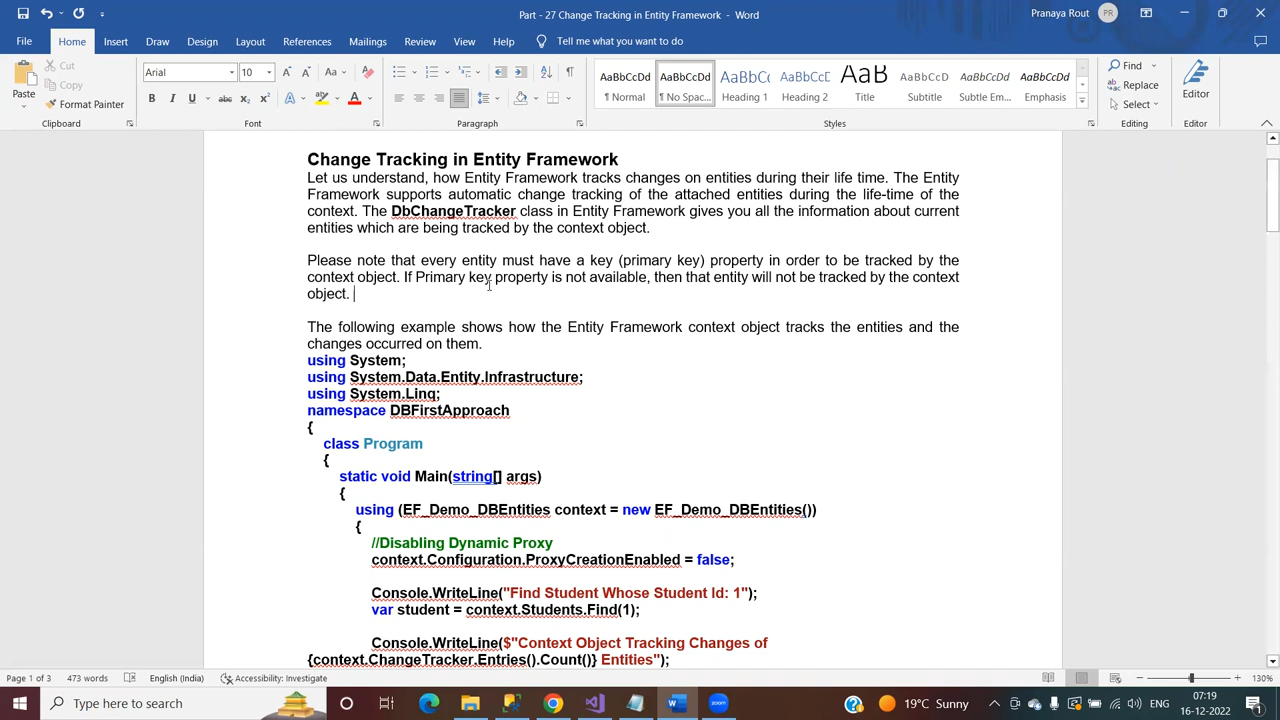 Part - 27 Change Tracking in Entity Framework - Word
Pranaya Rout
PR
File Home Insert Draw Design Layout References Mailings Review View Help Tell me what you want to do
Paste
Cut
Copy
Format Painter
Clipboard
Arial 10
Font
Paragraph
AaBbCcDd AaBbCcDd AaBbCc AaBbCcD AaB AaBbCcD AaBbCcDd AaBbCcDd
¶ Normal ¶ No Spac... Heading 1 Heading 2 Title Subtitle Subtle Em... Emphasis
Styles
Find
Replace
Select
Editing
Editor
Editor
Change Tracking in Entity Framework
Let us understand, how Entity Framework tracks changes on entities during their life time. The Entity
Framework supports automatic change tracking of the attached entities during the life-time of the
context. The DbChangeTracker class in Entity Framework gives you all the information about current
entities which are being tracked by the context object.
Please note that every entity must have a key (primary key) property in order to be tracked by the
context object. If Primary key property is not available, then that entity will not be tracked by the context
object.
The following example shows how the Entity Framework context object tracks the entities and the
changes occurred on them.
using System;
using System.Data.Entity.Infrastructure;
using System.Linq;
namespace DBFirstApproach
{
class Program
{
static void Main(string[] args)
{
using (EF_Demo_DBEntities context = new EF_Demo_DBEntities())
{
//Disabling Dynamic Proxy
context.Configuration.ProxyCreationEnabled = false;
Console.WriteLine("Find Student Whose Student Id: 1");
var student = context.Students.Find(1);
Console.WriteLine($"Context Object Tracking Changes of
{context.ChangeTracker.Entries().Count()} Entities");
Page 1 of 3 473 words English (India) Accessibility: Investigate 130%
Type here to search
zoom
19°C Sunny
ENG
07:19
16-12-2022